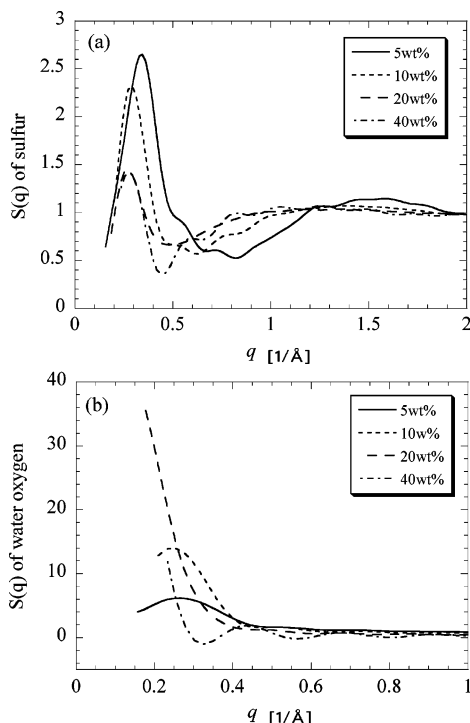 (a)
5wt%
10wt%
20wt%
40wt%
S(q) of sulfur
3
2.5
2
1.5
1
0.5
0
0 0.5 1 1.5 2
q [1/Å]
(b)
5wt%
10w%
20wt%
40wt%
S(q) of water oxygen
40
30
20
10
0
0 0.2 0.4 0.6 0.8 1
q [1/Å]